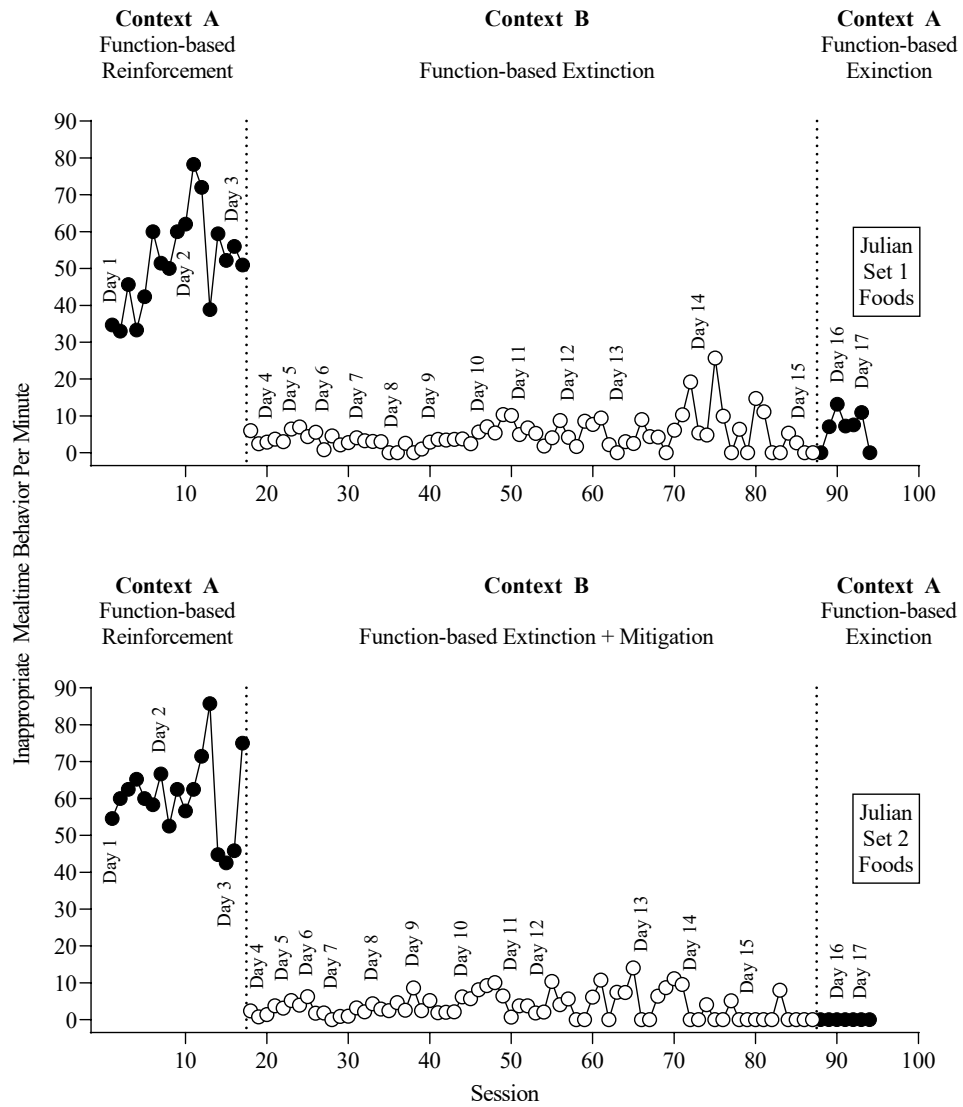 Context A
Function-based
Reinforcement
Context B
Function-based Extinction
Context A
Function-based
Exinction
90
80
70
60
50
40
30
20
10
0
Day 1
Day 2
Day 3
Day 4
Day 5
Day 6
Day 7
Day 8
Day 9
Day 10
Day 11
Day 12
Day 13
Day 14
Day 15
Day 16
Day 17
Julian
Set 1
Foods
10
20
30
40
50
60
70
80
90
100
Inappropriate Mealtime Behavior Per Minute
Context A
Function-based
Reinforcement
Context B
Function-based Extinction + Mitigation
Context A
Function-based
Exinction
90
80
70
60
50
40
30
20
10
0
Day 1
Day 2
Day 3
Day 4
Day 5
Day 6
Day 7
Day 8
Day 9
Day 10
Day 11
Day 12
Day 13
Day 14
Day 15
Day 16
Day 17
Julian
Set 2
Foods
10
20
30
40
50
60
70
80
90
100
Session